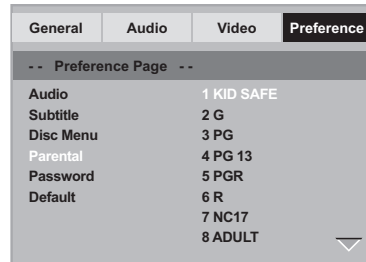 General Audio Video Preference
- - Preference Page - -
Audio 1 KID SAFE
Subtitle 2 G
Disc Menu 3 PG
Parental 4 PG 13
Password 5 PGR
Default 6 R
7 NC17
8 ADULT